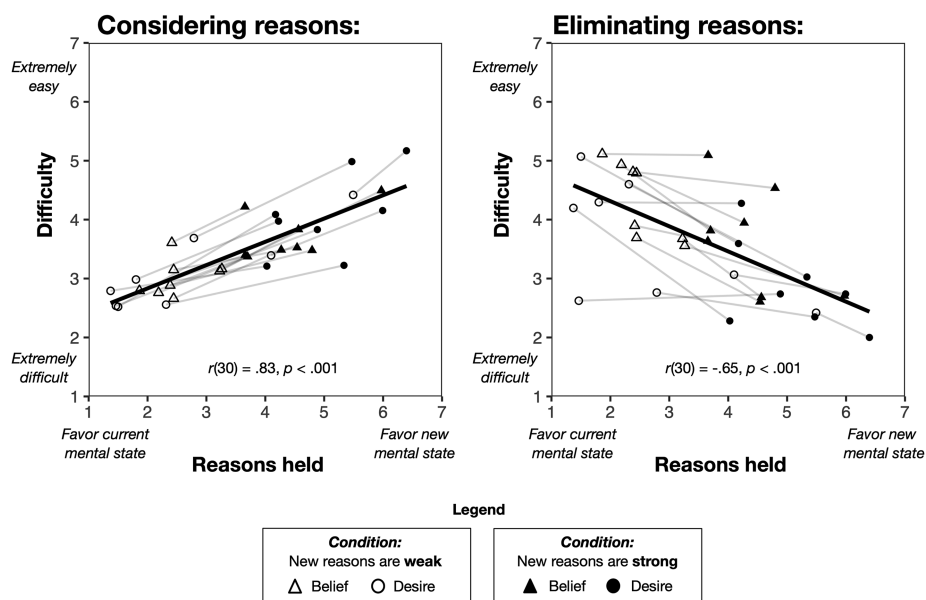 Considering reasons:
7
6
5
4
3
2
1
Extremely
easy
Difficulty
Extremely
difficult
r(30) = .83, p < .001
1 2 3 4 5 6 7
Favor current
mental state
Favor new
mental state
Reasons held
Eliminating reasons:
7
6
5
4
3
2
1
Extremely
easy
Difficulty
Extremely
difficult
r(30) = -.65, p < .001
1 2 3 4 5 6 7
Favor current
mental state
Favor new
mental state
Reasons held
Legend
Condition:
New reasons are weak
Belief Desire
Condition:
New reasons are strong
Belief Desire